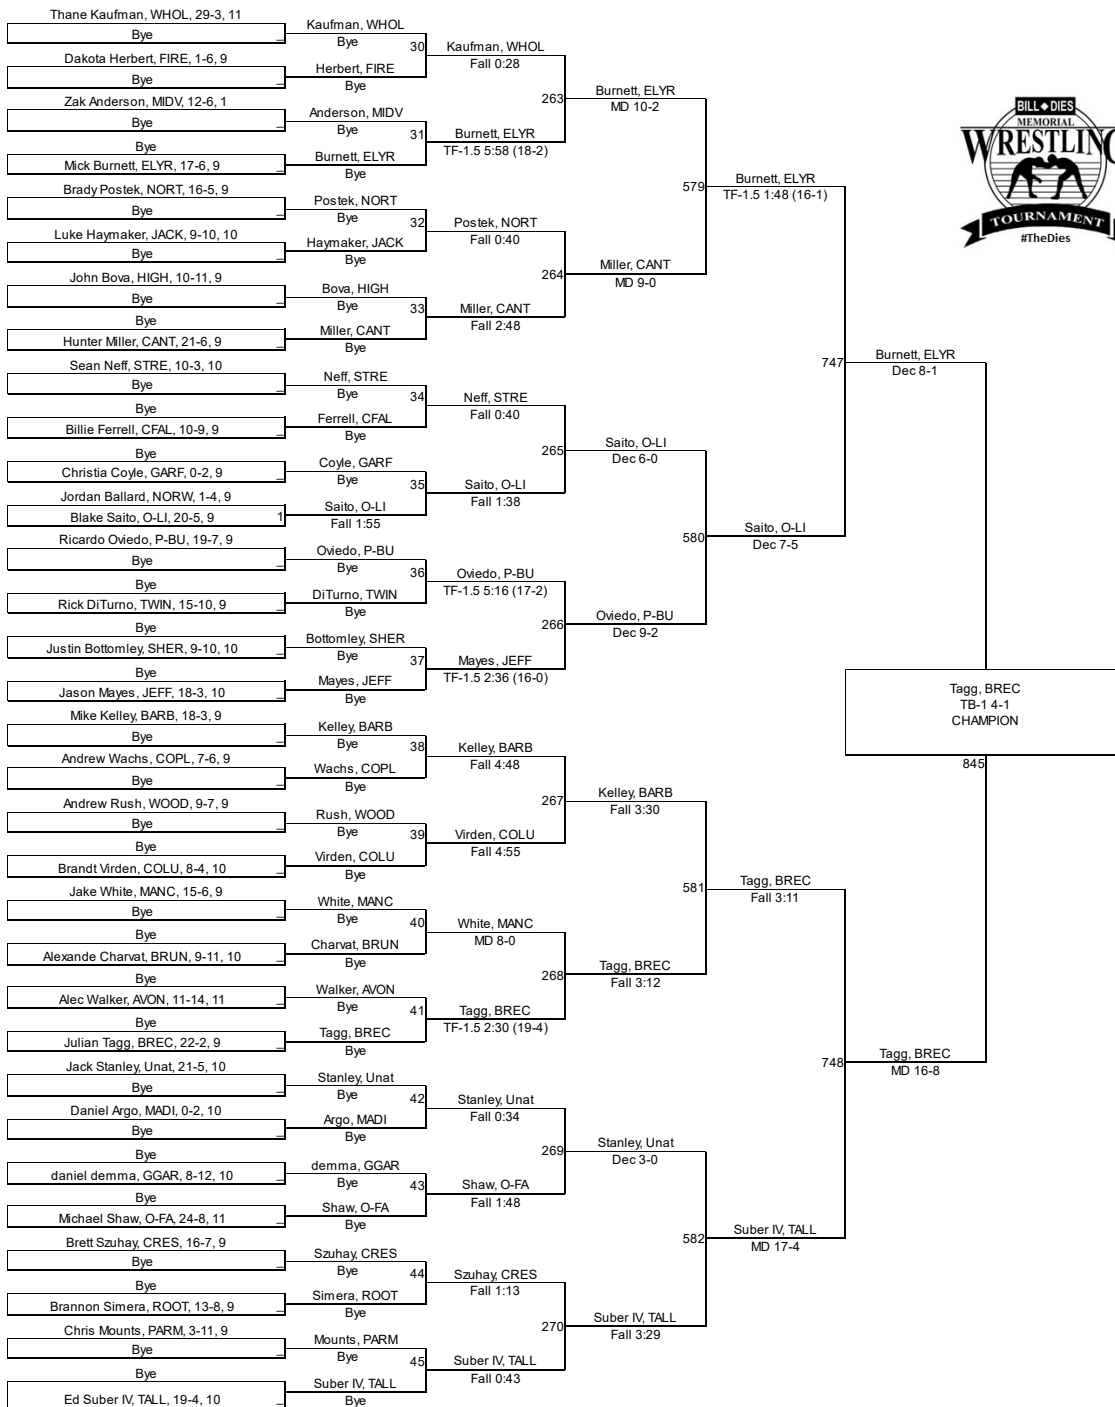 Thane Kaufman, WHOL, 29-3, 11
Bye
Dakota Herbert, FIRE, 1-6, 9
Bye
Zak Anderson, MIDV, 12-6, 1
Bye
Bye
Mick Burnett, ELYR, 17-6, 9
Brady Postek, NORT, 16-5, 9
Bye
Luke Haymaker, JACK, 9-10, 10
Bye
John Bova, HIGH, 10-11, 9
Bye
Bye
Hunter Miller, CANT, 21-6, 9
Sean Neff, STRE, 10-3, 10
Bye
Bye
Billie Ferrell, CFAL, 10-9, 9
Bye
Christia Coyle, GARF, 0-2, 9
Jordan Ballard, NORW, 1-4, 9
Blake Saito, O-LI, 20-5, 9
1
Ricardo Oviedo, P-BU, 19-7, 9
Bye
Bye
Rick DiTurno, TWIN, 15-10, 9
Bye
Justin Bottomley, SHER, 9-10, 10
Bye
Jason Mayes, JEFF, 18-3, 10
Mike Kelley, BARB, 18-3, 9
Bye
Andrew Wachs, COPL, 7-6, 9
Bye
Andrew Rush, WOOD, 9-7, 9
Bye
Bye
Brandt Virden, COLU, 8-4, 10
Jake White, MANC, 15-6, 9
Bye
Bye
Alexande Charvat, BRUN, 9-11, 10
Bye
Alec Walker, AVON, 11-14, 11
Bye
Julian Tagg, BREC, 22-2, 9
Jack Stanley, Unat, 21-5, 10
Bye
Daniel Argo, MADI, 0-2, 10
Bye
Bye
daniel demma, GGAR, 8-12, 10
Bye
Michael Shaw, O-FA, 24-8, 11
Brett Szuhay, CRES, 16-7, 9
Bye
Bye
Brannon Simera, ROOT, 13-8, 9
Chris Mounts, PARM, 3-11, 9
Bye
Bye
Ed Suber IV, TALL, 19-4, 10
Kaufman, WHOL
Bye
30
Herbert, FIRE
Bye
Anderson, MIDV
Bye
31
Burnett, ELYR
Bye
Postek, NORT
Bye
32
Haymaker, JACK
Bye
Bova, HIGH
Bye
33
Miller, CANT
Bye
Neff, STRE
Bye
34
Ferrell, CFAL
Bye
Coyle, GARF
Bye
35
Saito, O-LI
Fall 1:55
Oviedo, P-BU
Bye
36
DiTurno, TWIN
Bye
Bottomley, SHER
Bye
37
Mayes, JEFF
Bye
Kelley, BARB
Bye
38
Wachs, COPL
Bye
Rush, WOOD
Bye
39
Virden, COLU
Bye
White, MANC
Bye
40
Charvat, BRUN
Bye
Walker, AVON
Bye
41
Tagg, BREC
Bye
Stanley, Unat
Bye
42
Argo, MADI
Bye
demma, GGAR
Bye
43
Shaw, O-FA
Bye
Szuhay, CRES
Bye
44
Simera, ROOT
Bye
Mounts, PARM
Bye
45
Suber IV, TALL
Bye
Kaufman, WHOL
Fall 0:28
263
Burnett, ELYR
TF-1.5 5:58 (18-2)
Postek, NORT
Fall 0:40
264
Miller, CANT
Fall 2:48
Neff, STRE
Fall 0:40
265
Saito, O-LI
Fall 1:38
Oviedo, P-BU
TF-1.5 5:16 (17-2)
266
Mayes, JEFF
TF-1.5 2:36 (16-0)
Kelley, BARB
Fall 4:48
267
Virden, COLU
Fall 4:55
White, MANC
MD 8-0
268
Tagg, BREC
TF-1.5 2:30 (19-4)
Stanley, Unat
Fall 0:34
269
Shaw, O-FA
Fall 1:48
Szuhay, CRES
Fall 1:13
270
Suber IV, TALL
Fall 0:43
Burnett, ELYR
MD 10-2
579
Miller, CANT
MD 9-0
Saito, O-LI
Dec 6-0
580
Oviedo, P-BU
Dec 9-2
Kelley, BARB
Fall 3:30
581
Tagg, BREC
Fall 3:12
Stanley, Unat
Dec 3-0
582
Suber IV, TALL
Fall 3:29
Burnett, ELYR
TF-1.5 1:48 (16-1)
747
Saito, O-LI
Dec 7-5
Tagg, BREC
Fall 3:11
748
Suber IV, TALL
MD 17-4
Burnett, ELYR
Dec 8-1
Tagg, BREC
MD 16-8
Tagg, BREC
TB-1 4-1
CHAMPION
845
BILL◆DIES
MEMORIAL
WRESTLING
TOURNAMENT
#TheDies